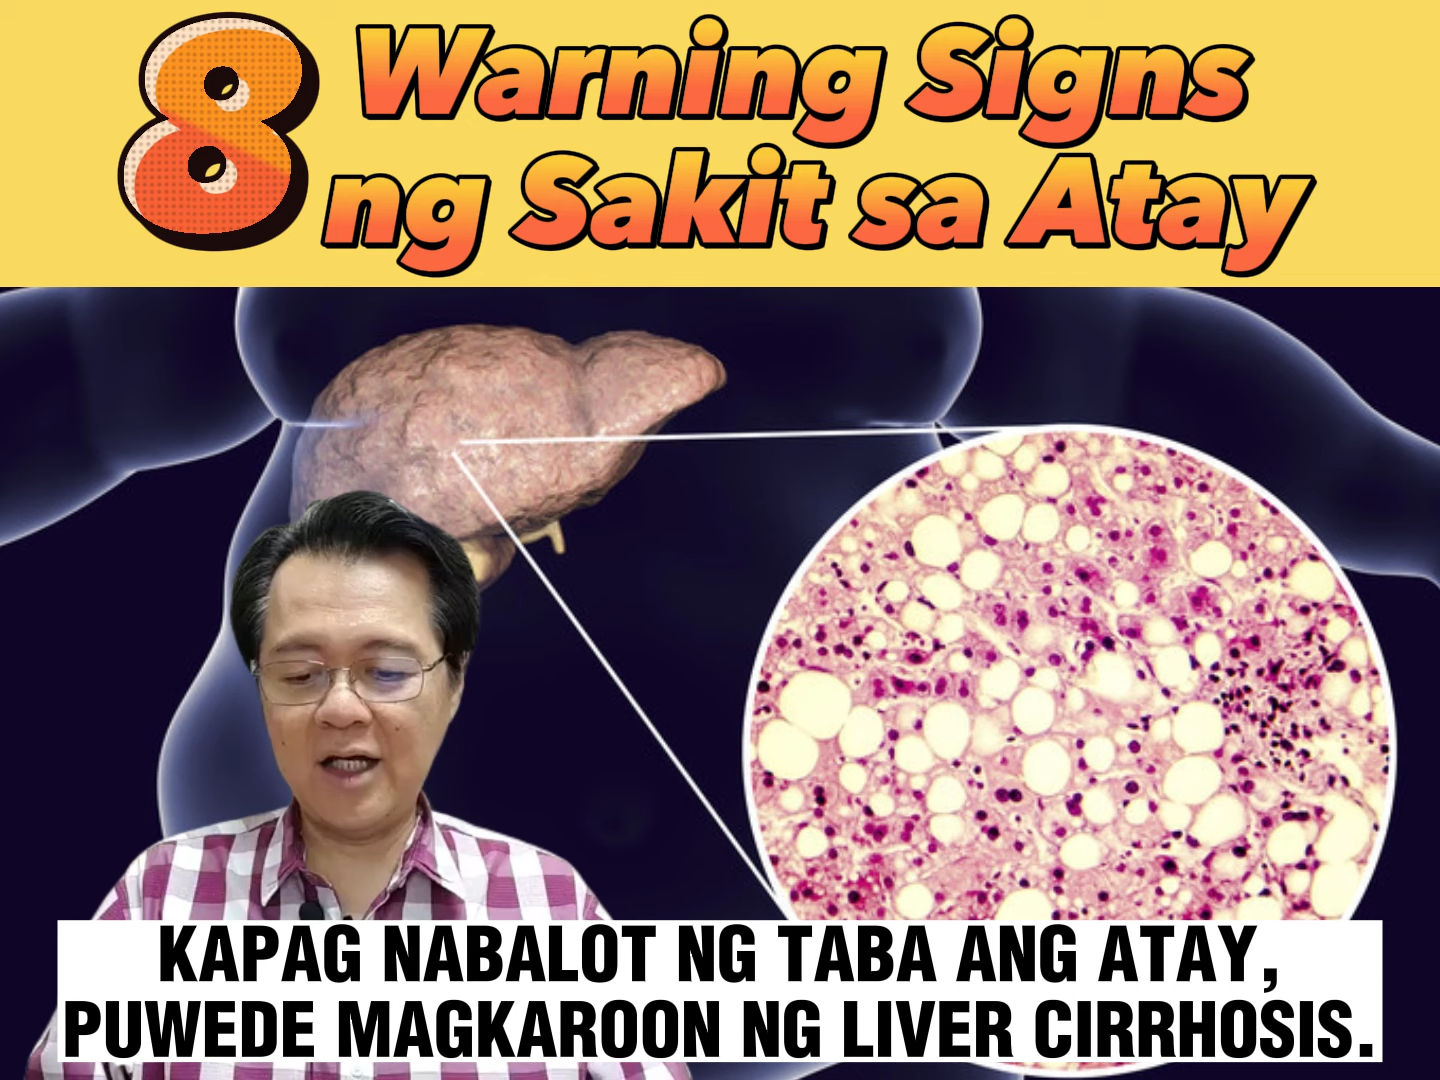 8 Warning Signs
ng Sakit sa Atay
KAPAG NABALOT NG TABA ANG ATAY,
PUWEDE MAGKAROON NG LIVER CIRRHOSIS.